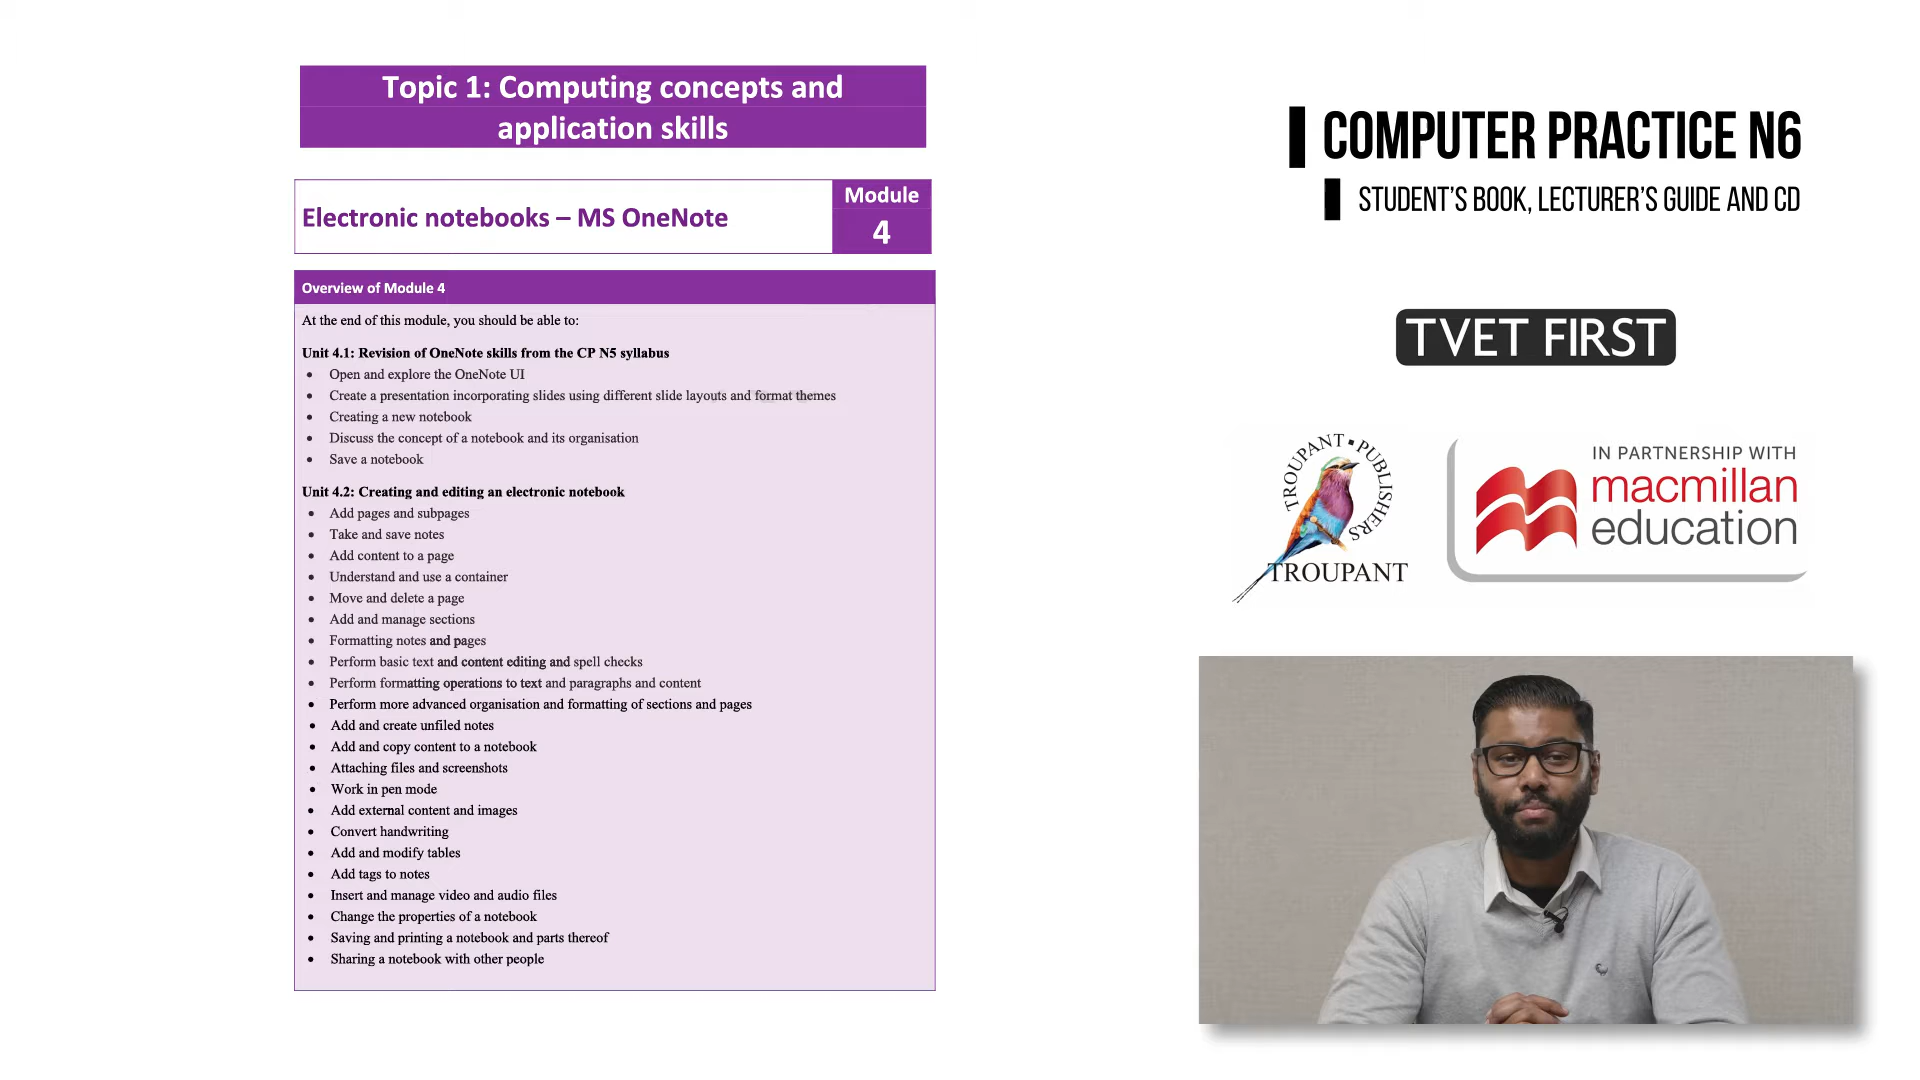 Topic 1: Computing concepts and
application skills
Electronic notebooks – MS OneNote
Module
4
Overview of Module 4
At the end of this module, you should be able to:
Unit 4.1: Revision of OneNote skills from the CP N5 syllabus
• Open and explore the OneNote UI
• Create a presentation incorporating slides using different slide layouts and format themes
• Creating a new notebook
• Discuss the concept of a notebook and its organisation
• Save a notebook
Unit 4.2: Creating and editing an electronic notebook
• Add pages and subpages
• Take and save notes
• Add content to a page
• Understand and use a container
• Move and delete a page
• Add and manage sections
• Formatting notes and pages
• Perform basic text and content editing and spell checks
• Perform formatting operations to text and paragraphs and content
• Perform more advanced organisation and formatting of sections and pages
• Add and create unfiled notes
• Add and copy content to a notebook
• Attaching files and screenshots
• Work in pen mode
• Add external content and images
• Convert handwriting
• Add and modify tables
• Add tags to notes
• Insert and manage video and audio files
• Change the properties of a notebook
• Saving and printing a notebook and parts thereof
• Sharing a notebook with other people
COMPUTER PRACTICE N6
STUDENT'S BOOK, LECTURER'S GUIDE AND CD
TVET FIRST
TROUPANT ▪ PUBLISHERS
TROUPANT
IN PARTNERSHIP WITH
macmillan
education